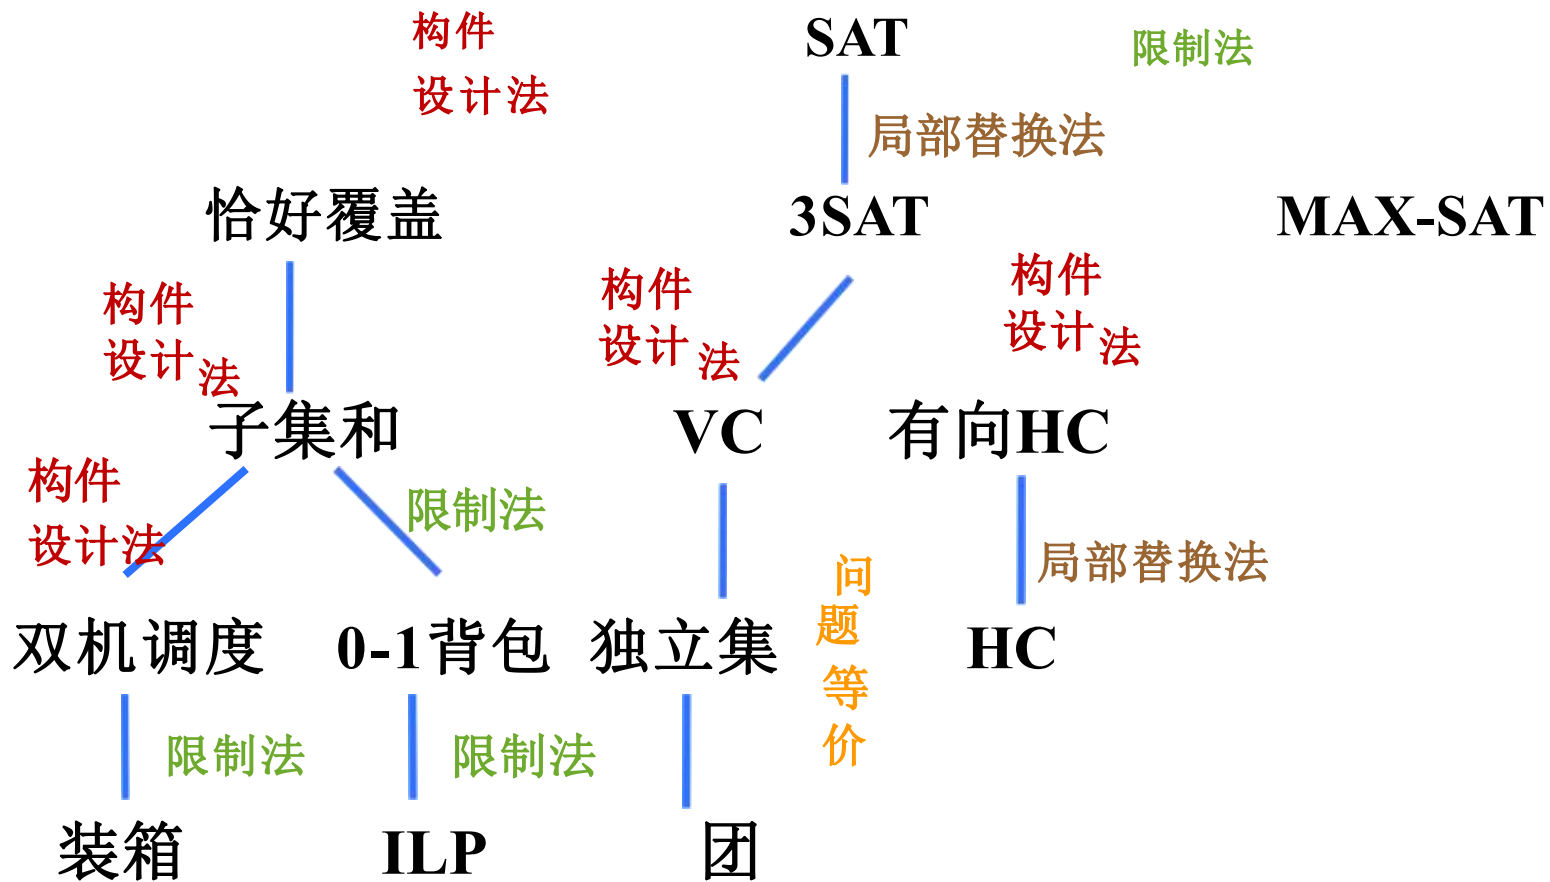 构件
设计法
SAT
限制法
局部替换法
恰好覆盖
3SAT
MAX-SAT
构件
设计法
构件
设计法
构件
设计法
子集和
VC
有向HC
构件
设计法
限制法
局部替换法
问
题
等
价
双机调度
0-1背包
独立集
HC
限制法
限制法
装箱
ILP
团